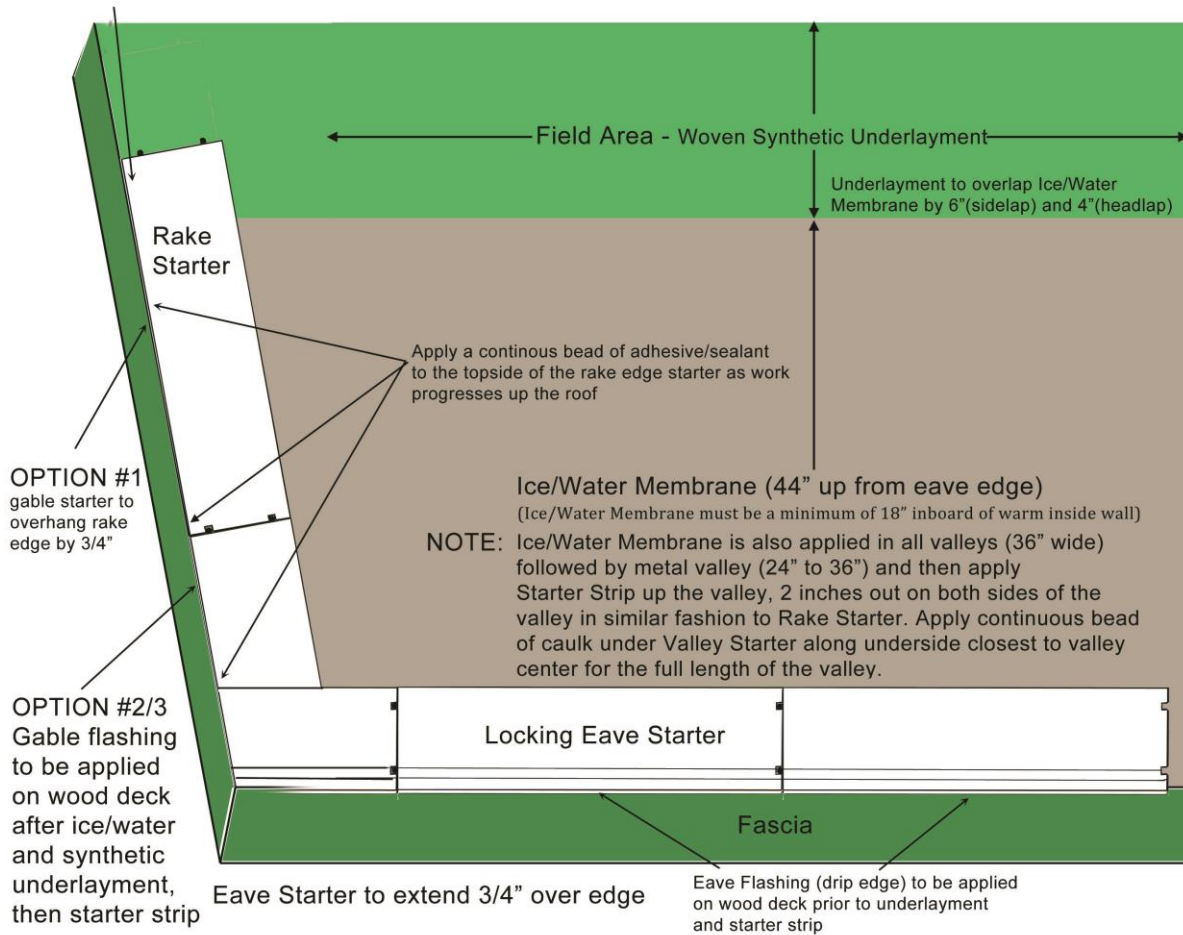 Field Area - Woven Synthetic Underlayment
Underlayment to overlap Ice/Water
Membrane by 6”(sidelap) and 4”(headlap)
Rake
Starter
Apply a continous bead of adhesive/sealant
to the topside of the rake edge starter as work
progresses up the roof
OPTION #1
gable starter to
overhang rake
edge by 3/4”
Ice/Water Membrane (44” up from eave edge)
(Ice/Water Membrane must be a minimum of 18” inboard of warm inside wall)
NOTE: Ice/Water Membrane is also applied in all valleys (36” wide)
followed by metal valley (24” to 36”) and then apply
Starter Strip up the valley, 2 inches out on both sides of the
valley in similar fashion to Rake Starter. Apply continuous bead
of caulk under Valley Starter along underside closest to valley
center for the full length of the valley.
OPTION #2/3
Gable flashing
to be applied
on wood deck
after ice/water
and synthetic
underlayment,
then starter strip
Locking Eave Starter
Fascia
Eave Starter to extend 3/4” over edge
Eave Flashing (drip edge) to be applied
on wood deck prior to underlayment
and starter strip